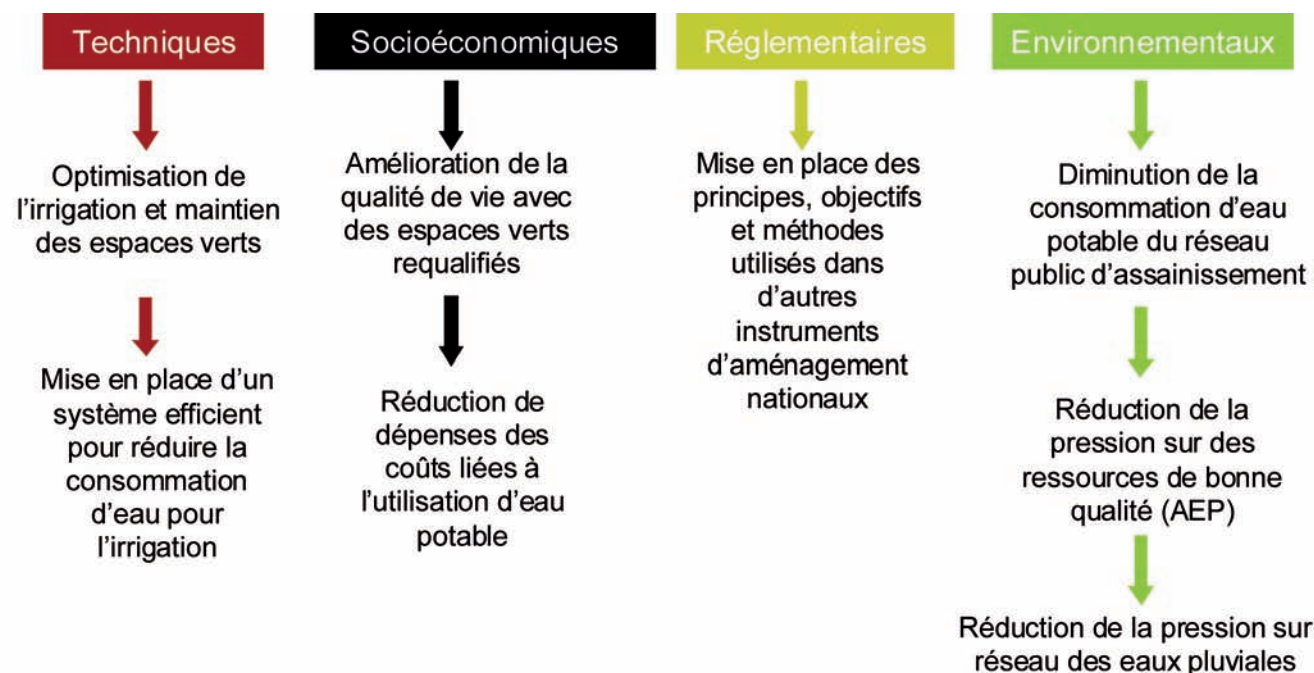 Techniques
Optimisation de
l'irrigation et maintien
des espaces verts
Mise en place d'un
système efficient
pour réduire la
consommation
d'eau pour
l'irrigation
Socioéconomiques
Amélioration de la
qualité de vie avec
des espaces verts
requalifiés
Réduction de
dépenses des
coûts liées à
l'utilisation d'eau
potable
Réglementaires
Mise en place des
principes, objectifs
et méthodes
utilisés dans
d'autres
instruments
d'aménagement
nationaux
Environnementaux
Diminution de la
consommation d'eau
potable du réseau
public d'assainissement
Réduction de la
pression sur des
ressources de bonne
qualité (AEP)
Réduction de la pression sur
réseau des eaux pluviales